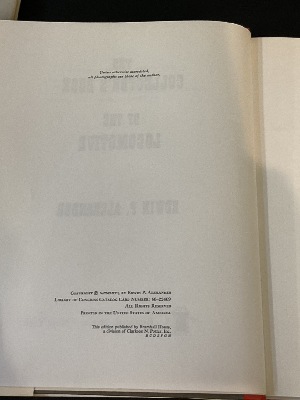 Unless otherwise accredited,
all photographs are those of the author.
COPYRIGHT © BY EDWIN P. ALEXANDER
LIBRARY OF CONGRESS CATALOG CARD NUMBER:
ALL RIGHTS RESERVED
PRINTED IN THE UNITED STATES OF AMERICA
This edition published by Bramhall House,
a division of Clarkson N. Potter, Inc.